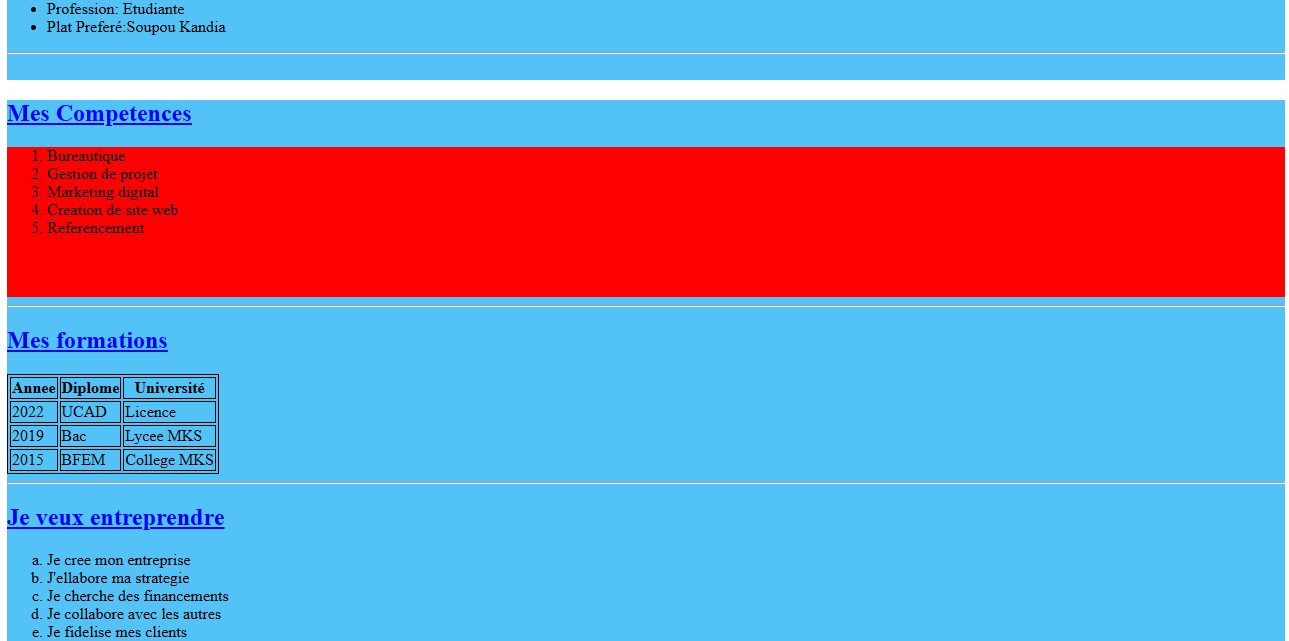 • Profession: Etudiante
• Plat Preferé:Soupou Kandia
Mes Competences
1. Bureautique
2. Gestion de projet
3. Marketing digital
4. Creation de site web
5. Referencement
Mes formations
Annee Diplome Université
2022 UCAD Licence
2019 Bac Lycee MKS
2015 BFEM College MKS
Je veux entreprendre
a. Je cree mon entreprise
b. J'ellabore ma strategie
c. Je cherche des financements
d. Je collabore avec les autres
e. Je fidelise mes clients